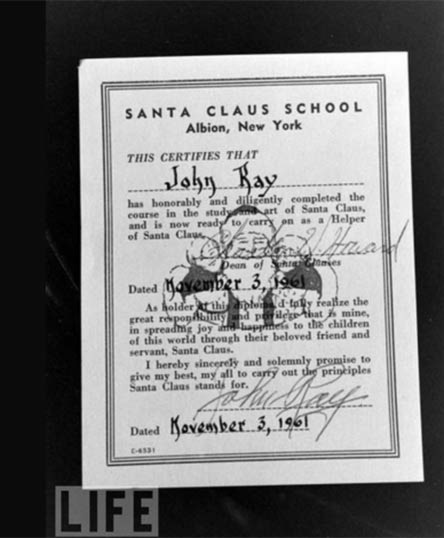 SANTA CLAUS SCHOOL
Albion, New York
THIS CERTIFIES THAT
John Kay
has honorably and diligently completed the
course in the study and art of Santa Claus,
and is now ready to carry on as a Helper
of Santa Claus.
Charles W. Howard
Dean of Santa Clauses
Dated November 3, 1961
As holder of this diploma, I fully realize the
great responsibility and privilege that is mine,
in spreading joy and happiness to the children
of this world through their beloved friend and
servant, Santa Claus.
I hereby sincerely and solemnly promise to
give my best, my all to carry out the principles
Santa Claus stands for.
John Kay
Dated November 3, 1961
C-6531
LIFE